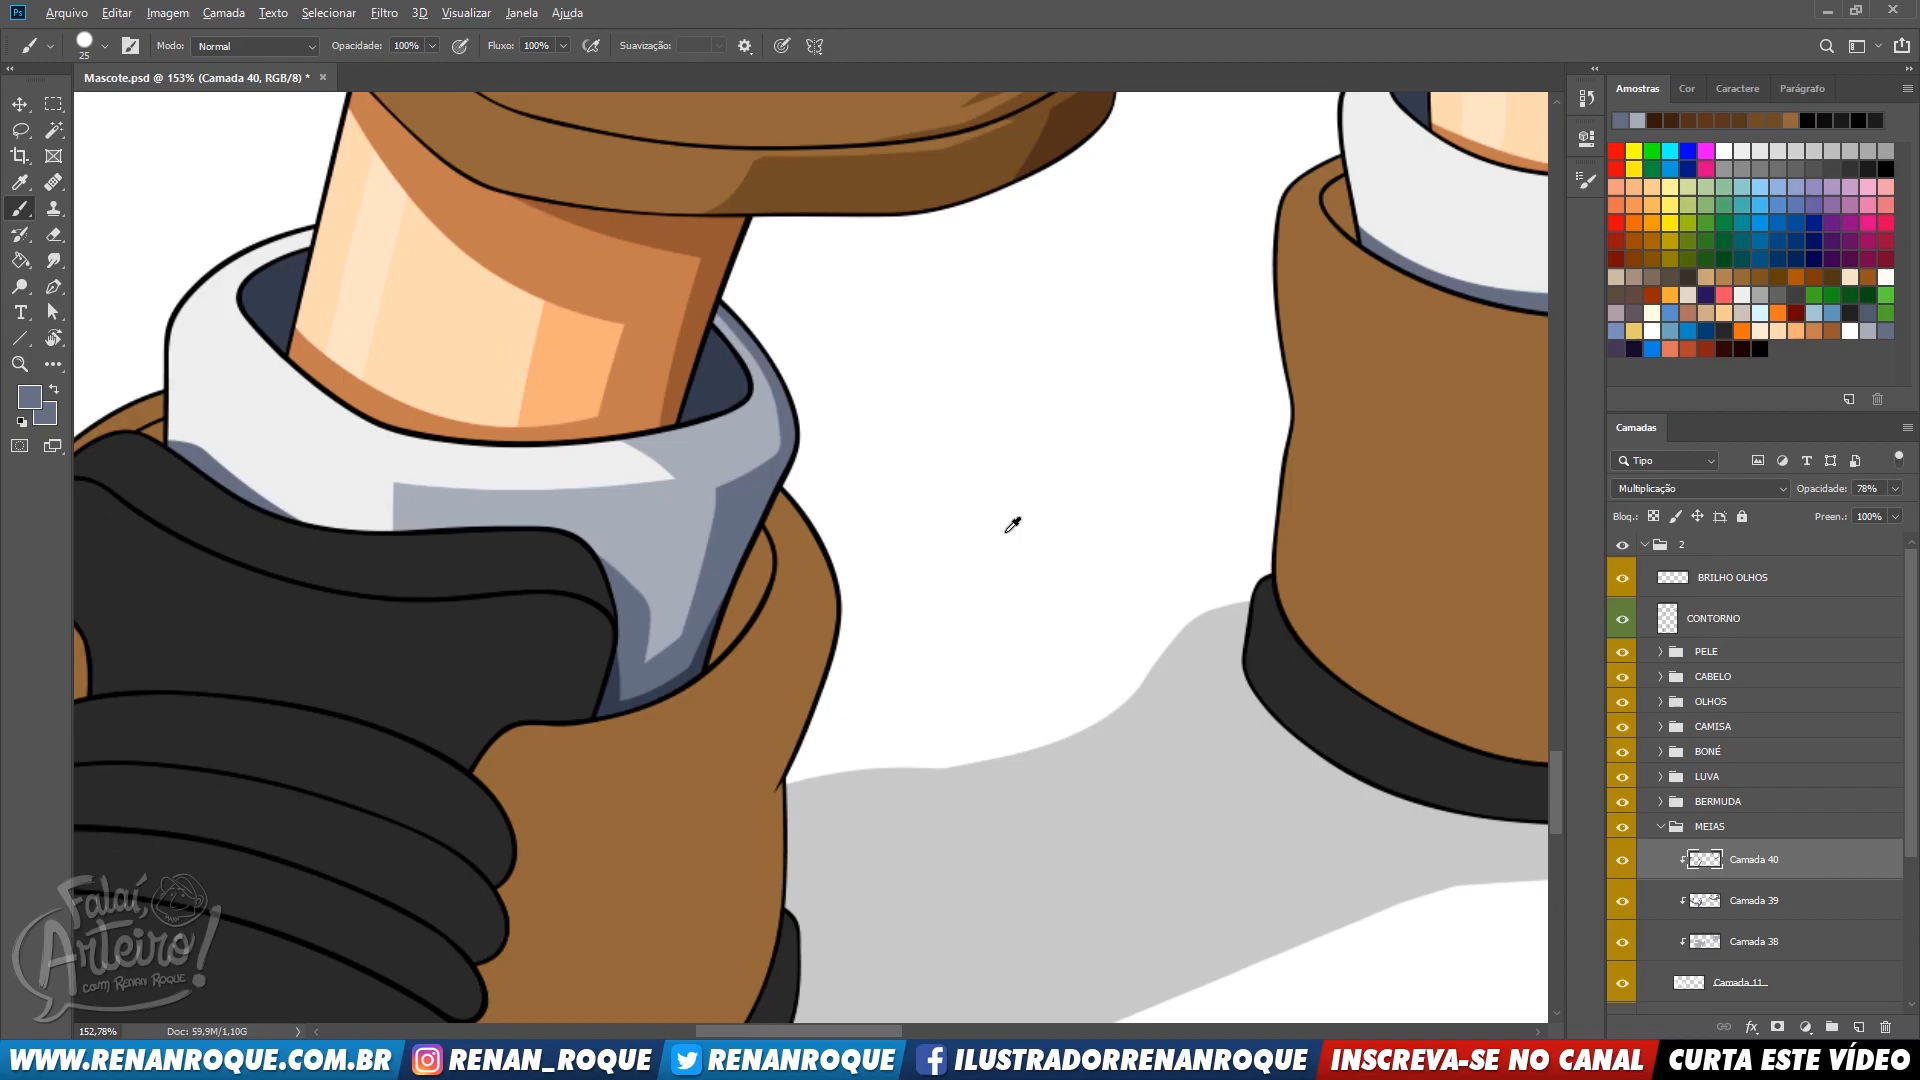 Ps Arquivo Editar Imagem Camada Texto Selecionar Filtro 3D Visualizar Janela Ajuda
25 Modo: Normal Opacidade: 100% Fluxo: 100% Suavização:
Mascote.psd @ 153% (Camada 40, RGB/8) *
Amostras Cor Caractere Parágrafo
Camadas
Tipo
Multiplicação Opacidade: 78%
Bloq.: Preen.: 100%
2
BRILHO OLHOS
CONTORNO
PELE
CABELO
OLHOS
CAMISA
BONÉ
LUVA
BERMUDA
MEIAS
Camada 40
Camada 39
Camada 38
Camada 11
Falaí,
Arteiro!
com Renan Roque
152,78% Doc: 59,9M/1,10G
WWW.RENANROQUE.COM.BR RENAN_ROQUE RENANROQUE ILUSTRADORRENANROQUE INSCREVA-SE NO CANAL CURTA ESTE VÍDEO